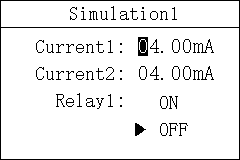 Simulation1
Current1: 04.00mA
Current2: 04.00mA
Relay1: ON
▶ OFF